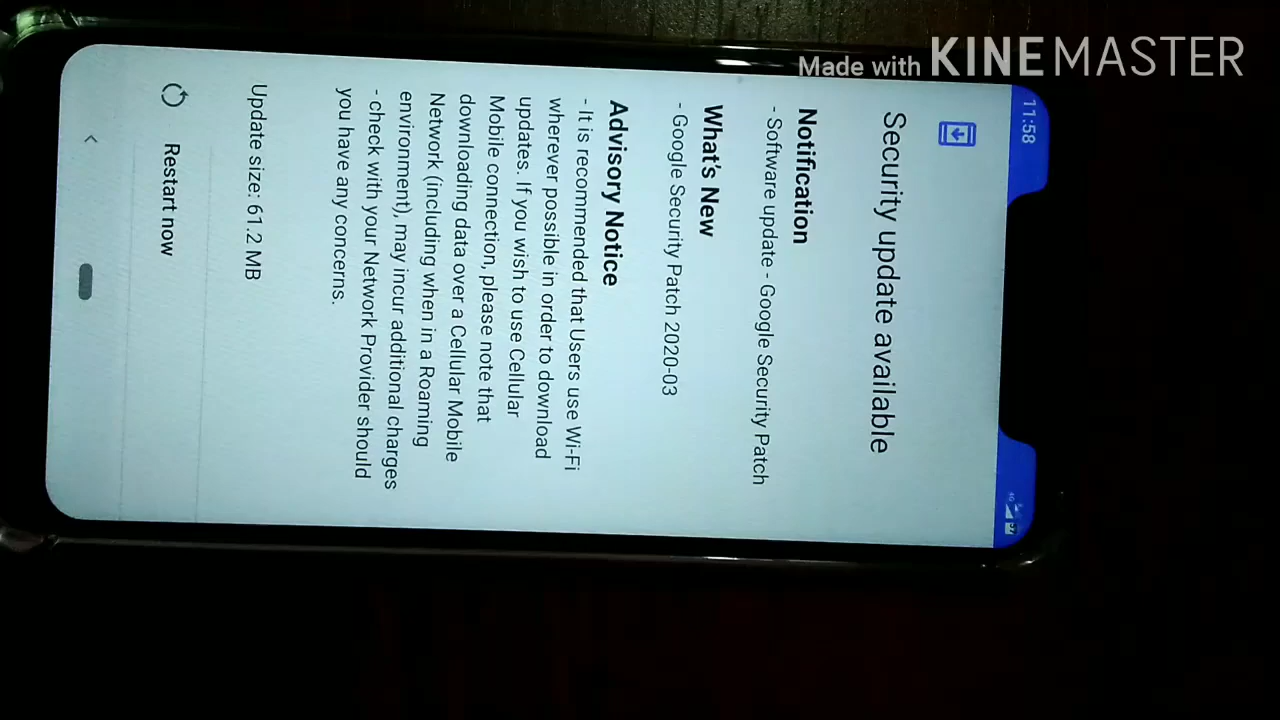 Made with KINEMASTER
11:58
4G
Security update available
Notification
- Software update - Google Security Patch
What's New
- Google Security Patch 2020-03
Advisory Notice
- It is recommended that Users use Wi-Fi
wherever possible in order to download
updates. If you wish to use Cellular
Mobile connection, please note that
downloading data over a Cellular Mobile
Network (including when in a Roaming
environment), may incur additional charges
- check with your Network Provider should
you have any concerns.
Update size: 61.2 MB
Restart now